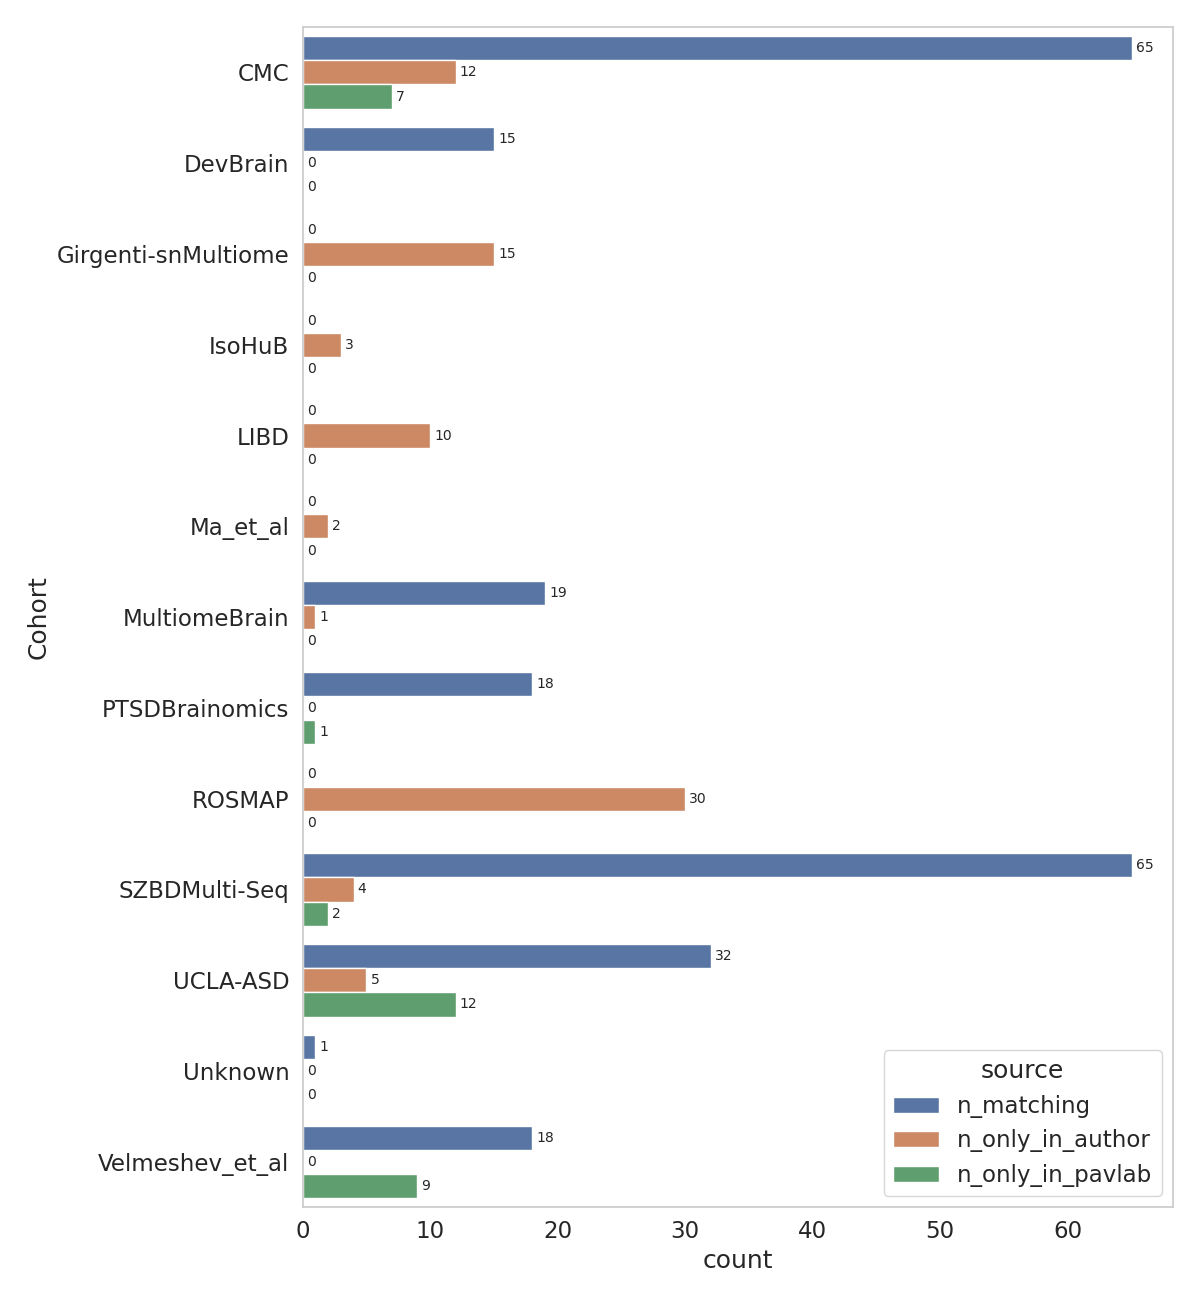 CMC
65
12
7
DevBrain
15
0
0
Girgenti-snMultiome
0
15
0
IsoHuB
0
3
0
LIBD
0
10
0
Ma_et_al
0
2
0
MultiomeBrain
19
1
0
PTSDBrainomics
18
0
1
ROSMAP
0
30
0
SZBDMulti-Seq
65
4
2
UCLA-ASD
32
5
12
Unknown
1
0
0
Velmeshev_et_al
18
0
9
Cohort
source
n_matching
n_only_in_author
n_only_in_pavlab
0 10 20 30 40 50 60
count